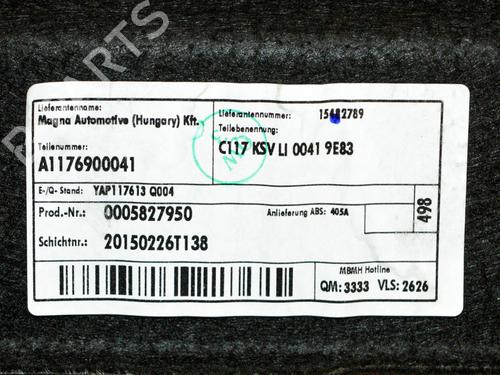 Lieferantenname:
Magna Automotive (Hungary) Kft.
Lieferantennummer: 15482789
Teilenummer:
A1176900041
Teilebenennung:
C117 KSV LI 0041 9E83
E-/Q- Stand: YAP117613 Q004
Prod.-Nr.: 0005827950
Anlieferung ABS: 405A
498
Schichtnr.: 20150226T138
MBMH Hotline
QM: 3333 VLS: 2626